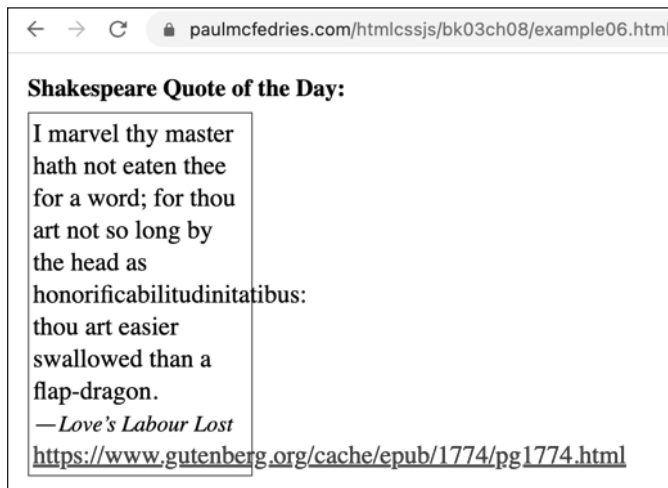 paulmcfedries.com/htmlcssjs/bk03ch08/example06.html
Shakespeare Quote of the Day:
I marvel thy master
hath not eaten thee
for a word; for thou
art not so long by
the head as
honorificabilitudinitatibus:
thou art easier
swallowed than a
flap-dragon.
—Love’s Labour Lost
https://www.gutenberg.org/cache/epub/1774/pg1774.html